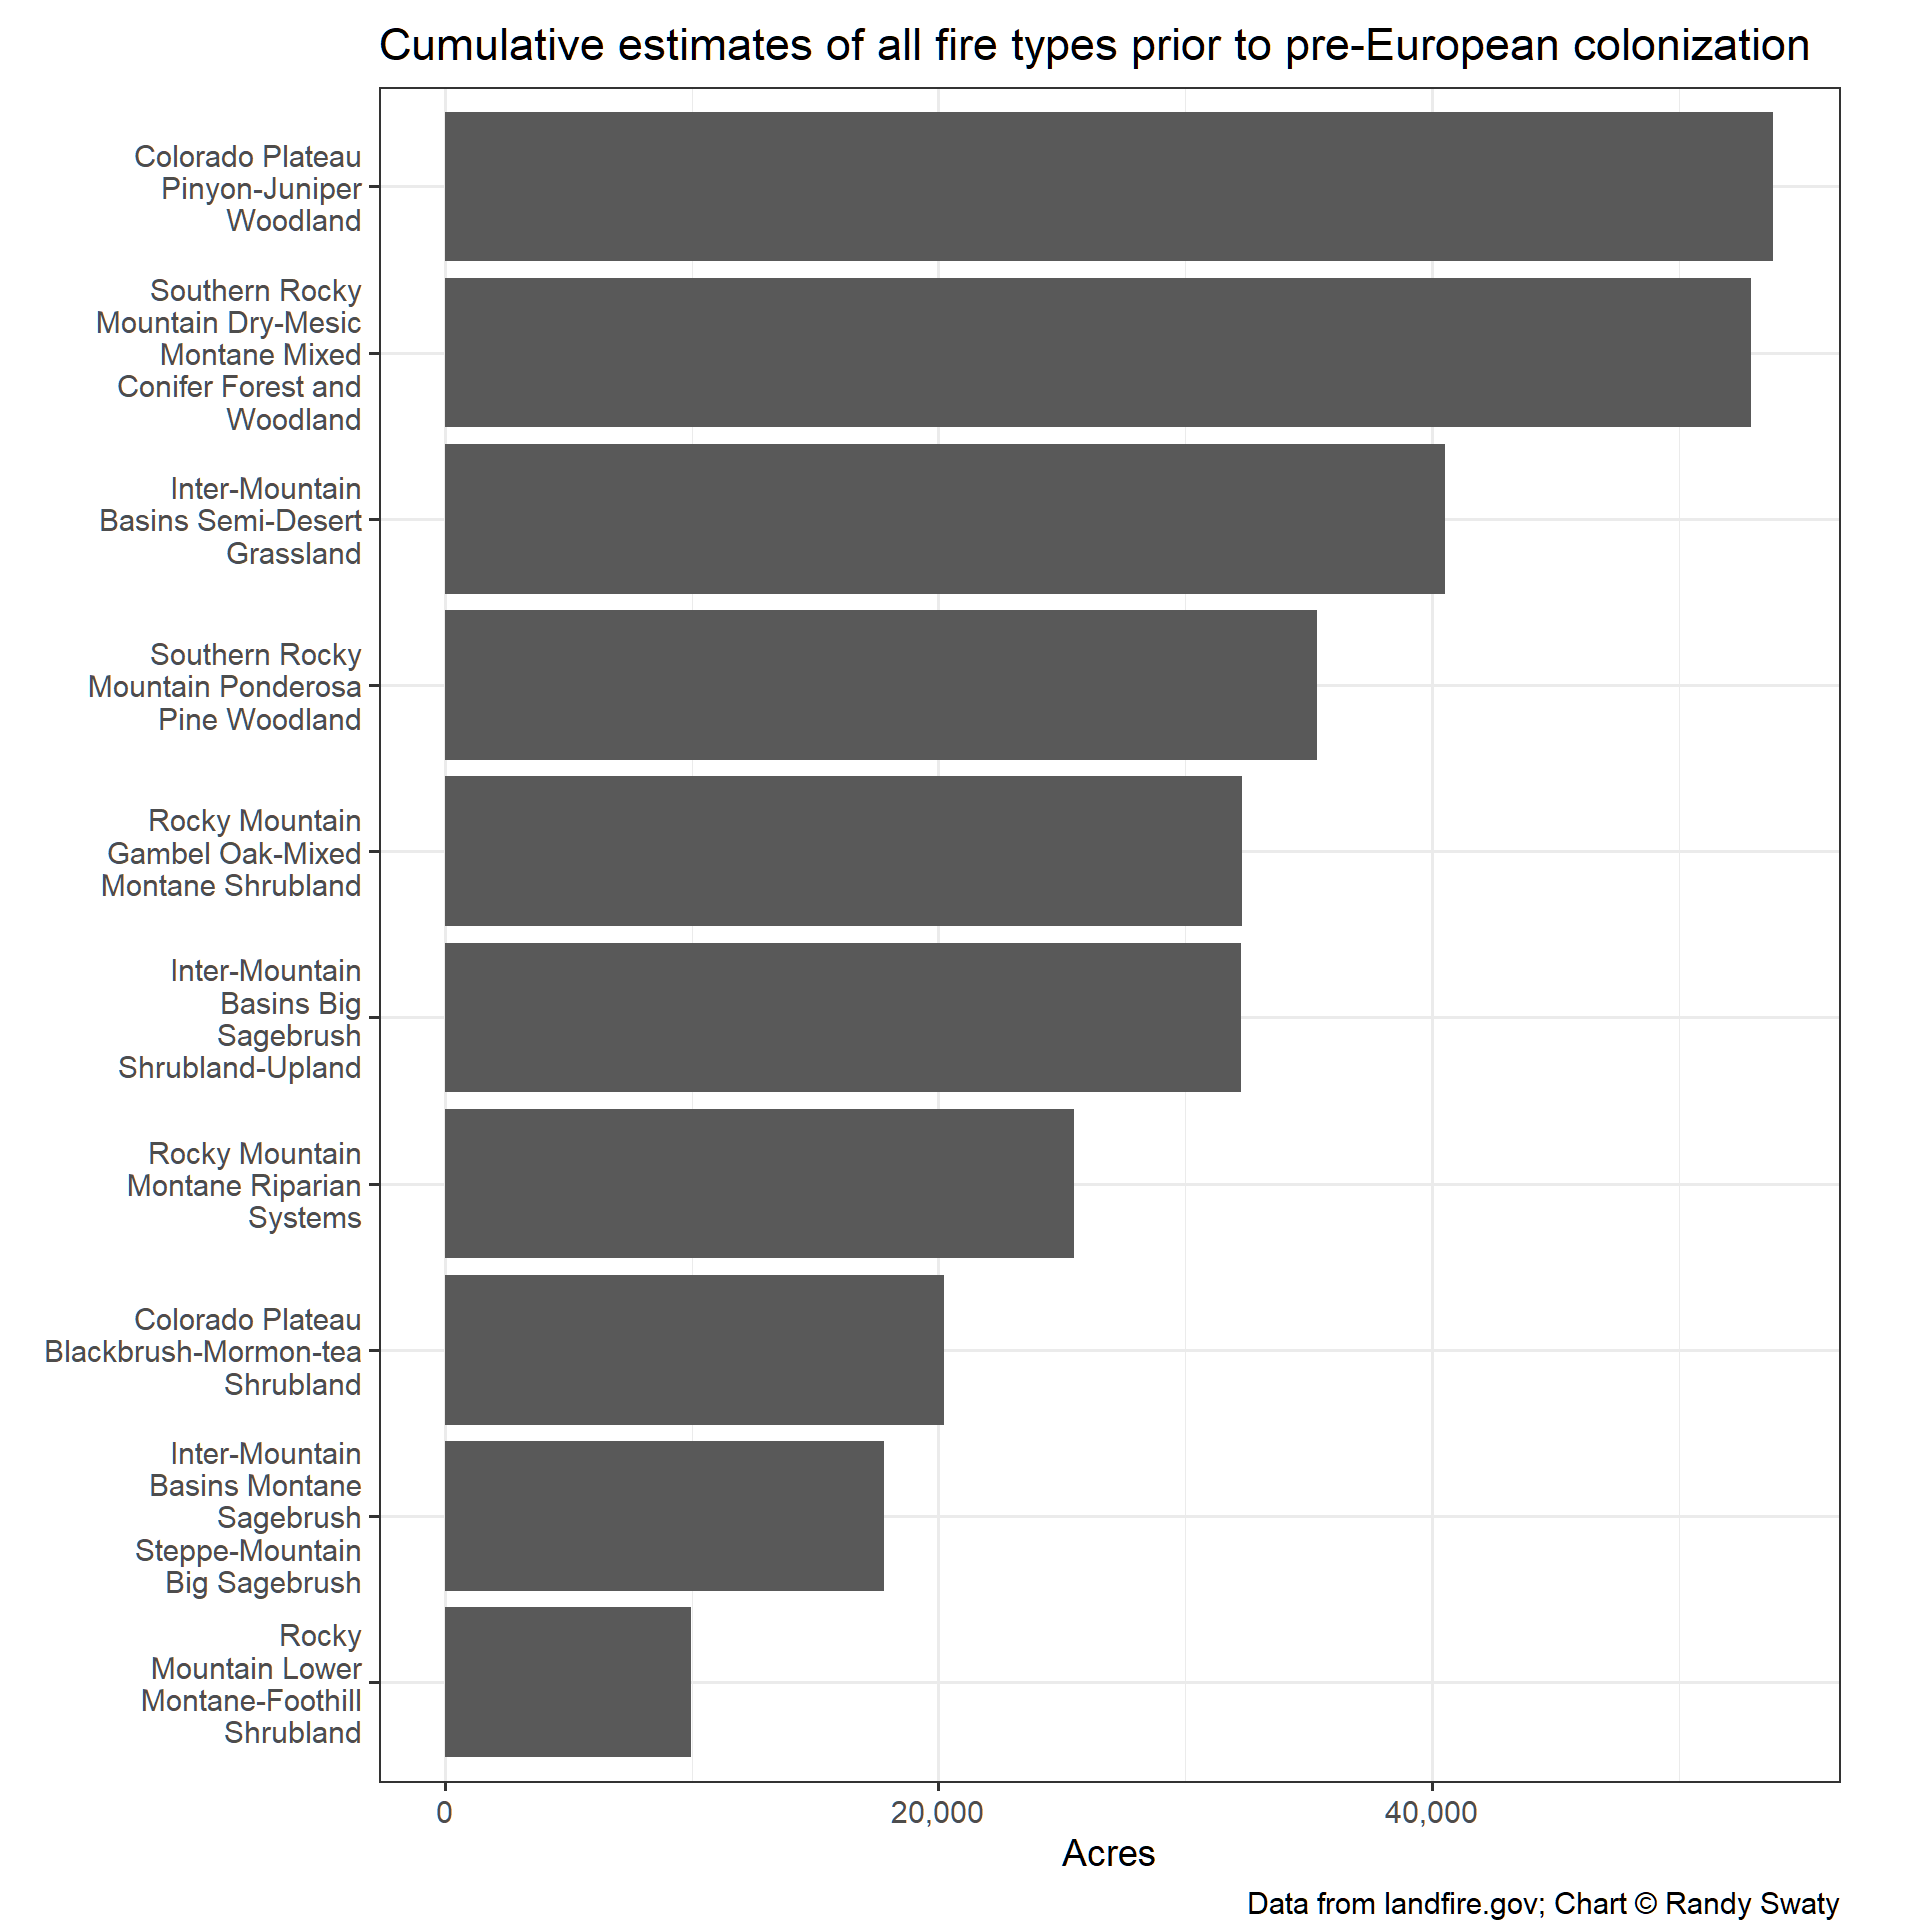 Cumulative estimates of all fire types prior to pre-European colonization
Colorado Plateau
Pinyon-Juniper
Woodland
Southern Rocky
Mountain Dry-Mesic
Montane Mixed
Conifer Forest and
Woodland
Inter-Mountain
Basins Semi-Desert
Grassland
Southern Rocky
Mountain Ponderosa
Pine Woodland
Rocky Mountain
Gambel Oak-Mixed
Montane Shrubland
Inter-Mountain
Basins Big
Sagebrush
Shrubland-Upland
Rocky Mountain
Montane Riparian
Systems
Colorado Plateau
Blackbrush-Mormon-tea
Shrubland
Inter-Mountain
Basins Montane
Sagebrush
Steppe-Mountain
Big Sagebrush
Rocky
Mountain Lower
Montane-Foothill
Shrubland
0 20,000 40,000
Acres
Data from landfire.gov; Chart © Randy Swaty